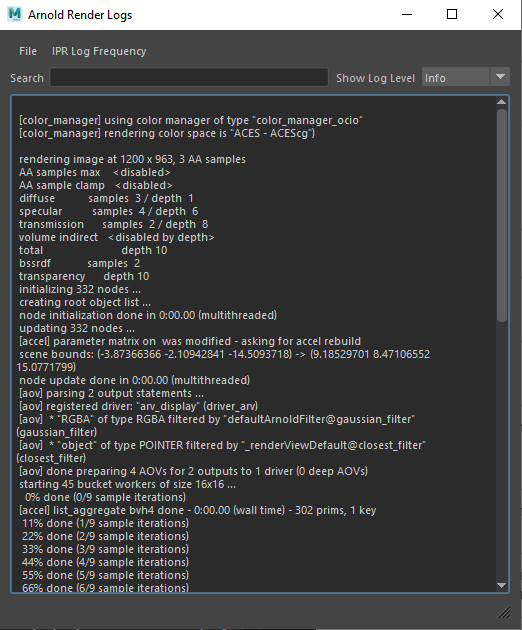 Arnold Render Logs
File IPR Log Frequency
Search Show Log Level Info
[color_manager] using color manager of type "color_manager_ocio"
[color_manager] rendering color space is "ACES - ACEScg")
rendering image at 1200 x 963, 3 AA samples
AA samples max <disabled>
AA sample clamp <disabled>
diffuse samples 3 / depth 1
specular samples 4 / depth 6
transmission samples 2 / depth 8
volume indirect <disabled by depth>
total depth 10
bssrdf samples 2
transparency depth 10
initializing 332 nodes ...
creating root object list ...
node initialization done in 0:00.00 (multithreaded)
updating 332 nodes ...
[accel] parameter matrix on was modified - asking for accel rebuild
scene bounds: (-3.87366366 -2.10942841 -14.5093718) -> (9.18529701 8.47106552
15.0771799)
node update done in 0:00.00 (multithreaded)
[aov] parsing 2 output statements ...
[aov] registered driver: "arv_display" (driver_arv)
[aov] * "RGBA" of type RGBA filtered by "defaultArnoldFilter@gaussian_filter"
(gaussian_filter)
[aov] * "object" of type POINTER filtered by "_renderViewDefault@closest_filter"
(closest_filter)
[aov] done preparing 4 AOVs for 2 outputs to 1 driver (0 deep AOVs)
starting 45 bucket workers of size 16x16 ...
0% done (0/9 sample iterations)
[accel] list_aggregate bvh4 done - 0:00.00 (wall time) - 302 prims, 1 key
11% done (1/9 sample iterations)
22% done (2/9 sample iterations)
33% done (3/9 sample iterations)
44% done (4/9 sample iterations)
55% done (5/9 sample iterations)
66% done (6/9 sample iterations)